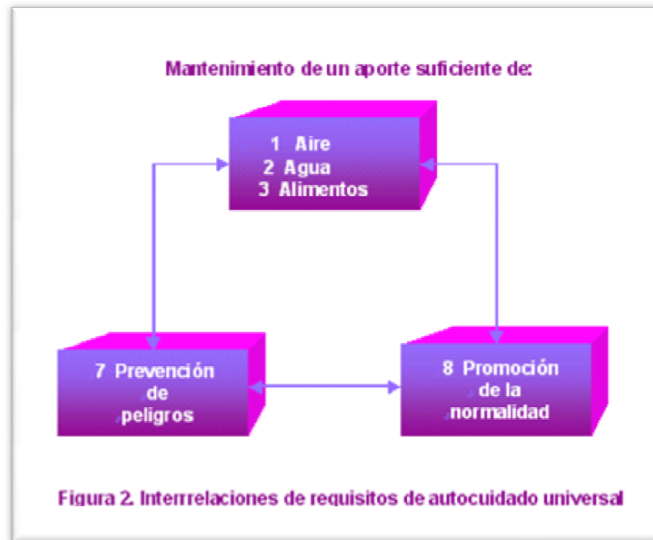 Mantenimiento de un aporte suficiente de:
1 Aire
2 Agua
3 Alimentos
7 Prevención
de
peligros
8 Promoción
de la
normalidad
Figura 2. Interrrelaciones de requisitos de autocuidado universal